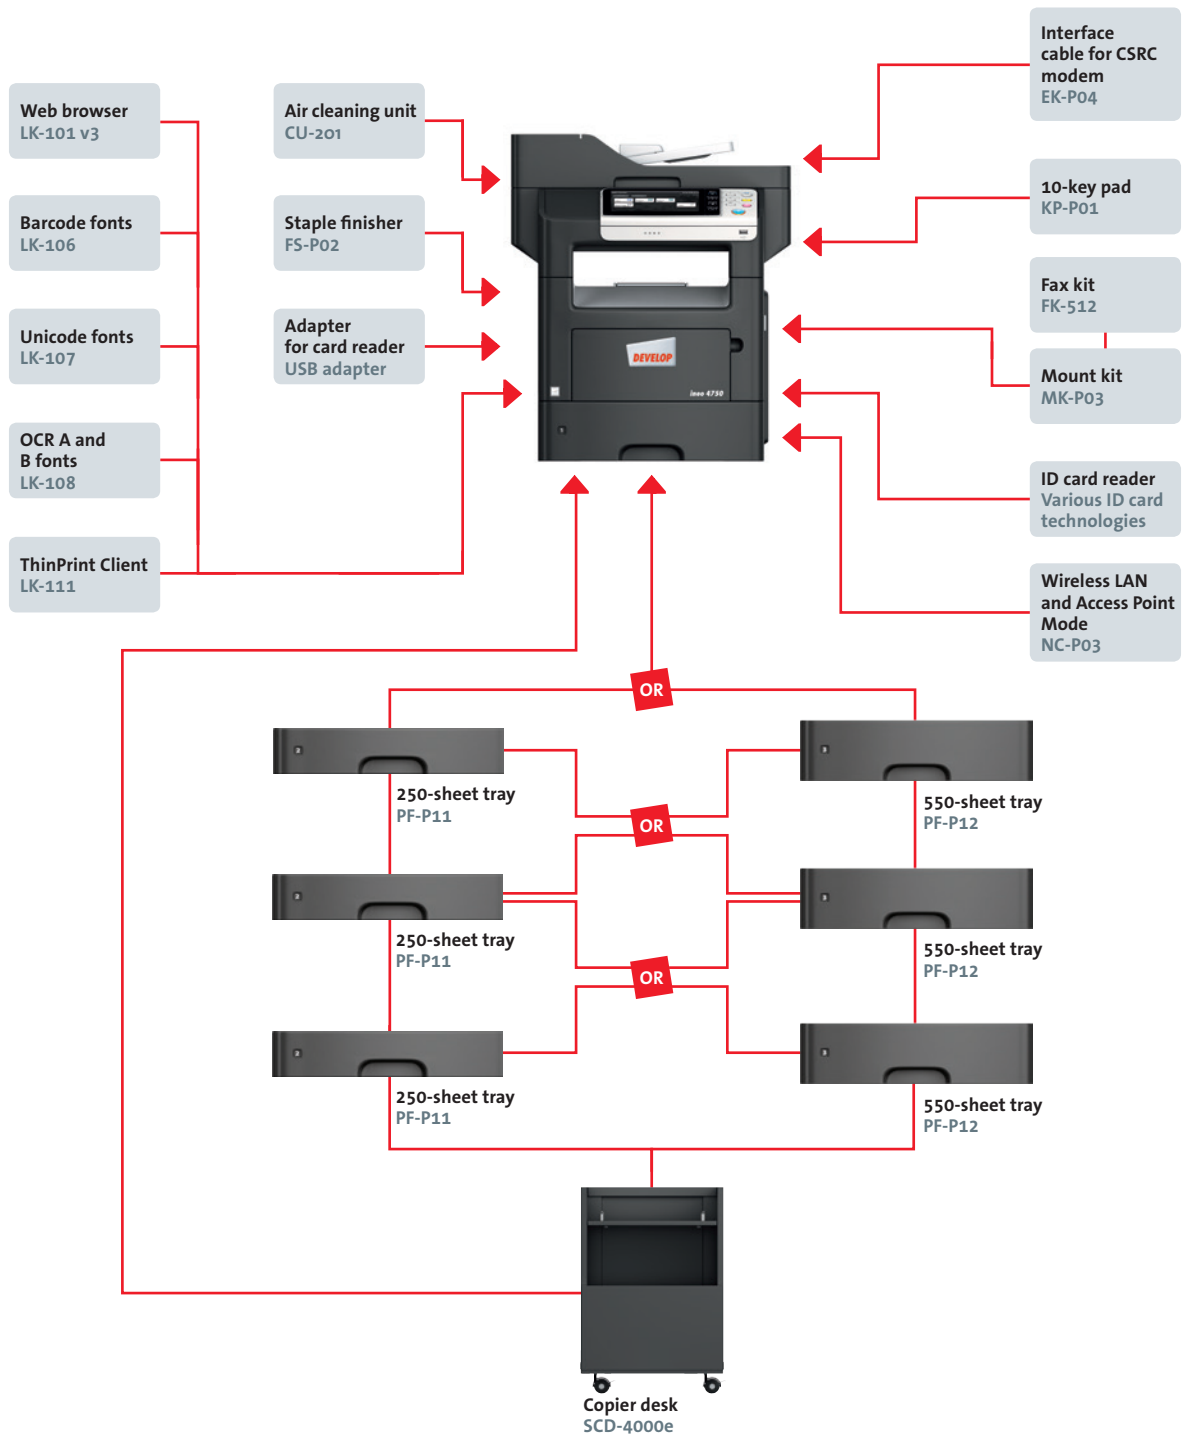 Interface
cable for CSRC
modem
EK-P04
Web browser
LK-101 v3
Air cleaning unit
CU-201
10-key pad
KP-P01
Barcode fonts
LK-106
Staple finisher
FS-P02
Fax kit
FK-512
Unicode fonts
LK-107
Adapter
for card reader
USB adapter
DEVELOP
ineo 4750
Mount kit
MK-P03
OCR A and
B fonts
LK-108
ID card reader
Various ID card
technologies
ThinPrint Client
LK-111
Wireless LAN
and Access Point
Mode
NC-P03
OR
250-sheet tray
PF-P11
550-sheet tray
PF-P12
OR
250-sheet tray
PF-P11
550-sheet tray
PF-P12
OR
250-sheet tray
PF-P11
550-sheet tray
PF-P12
Copier desk
SCD-4000e